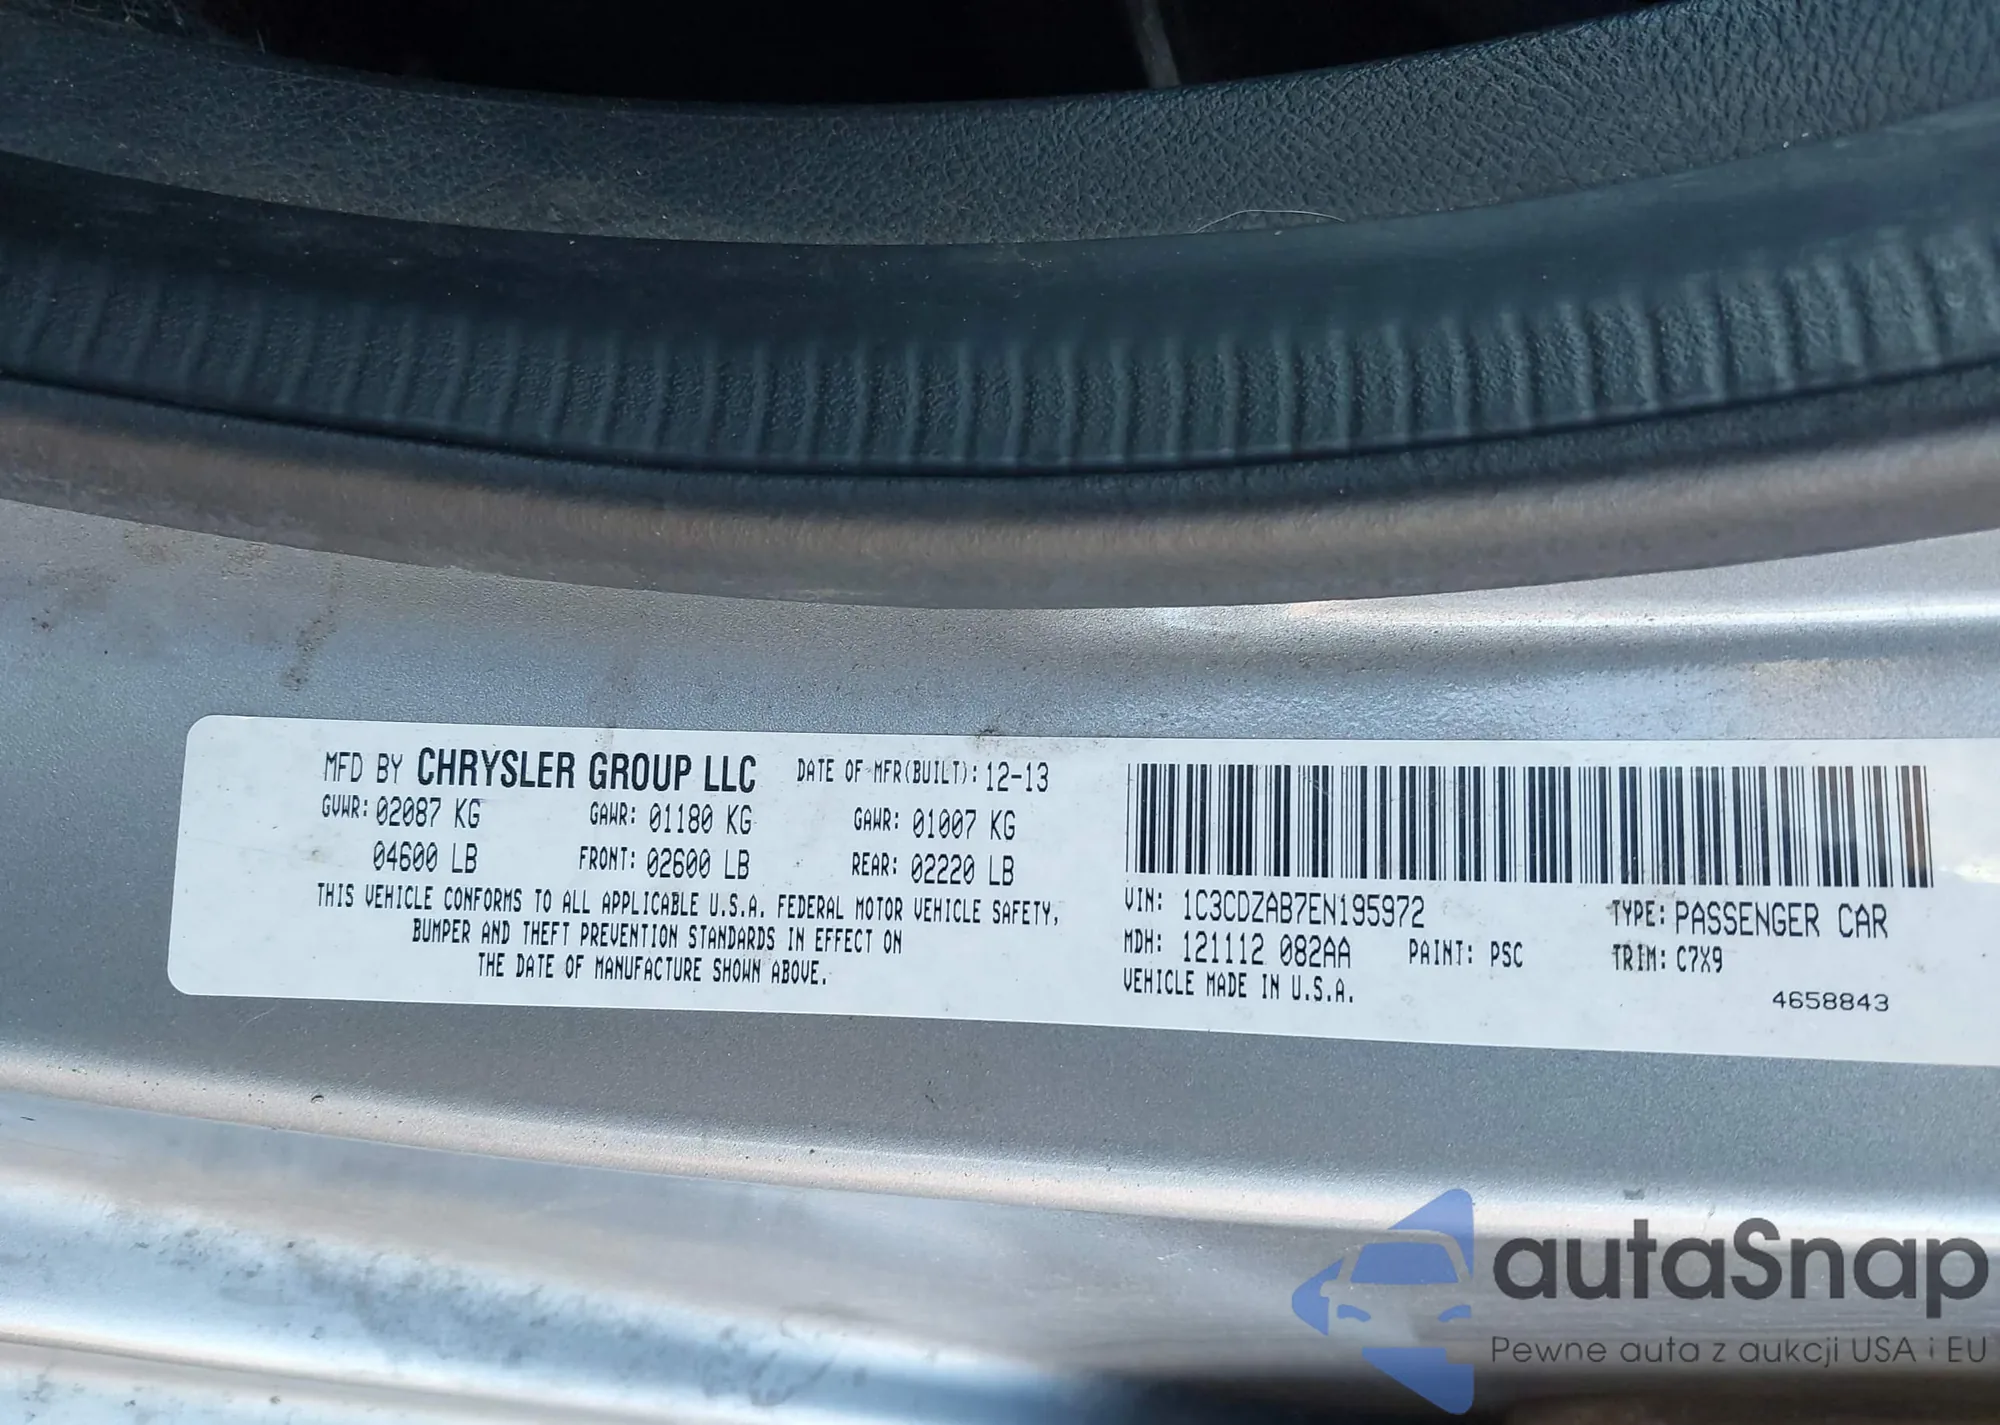 MFD BY CHRYSLER GROUP LLC DATE OF MFR(BUILT): 12-13
GVWR: 02087 KG GAWR: 01180 KG GAWR: 01007 KG
04600 LB FRONT: 02600 LB REAR: 02220 LB
THIS VEHICLE CONFORMS TO ALL APPLICABLE U.S.A. FEDERAL MOTOR VEHICLE SAFETY,
BUMPER AND THEFT PREVENTION STANDARDS IN EFFECT ON
THE DATE OF MANUFACTURE SHOWN ABOVE.
VIN: 1C3CDZAB7EN195972 TYPE: PASSENGER CAR
MDH: 121112 082AA PAINT: PSC TRIM: C7X9
VEHICLE MADE IN U.S.A.
4658843
autaSnap
Pewne auta z aukcji USA i EU